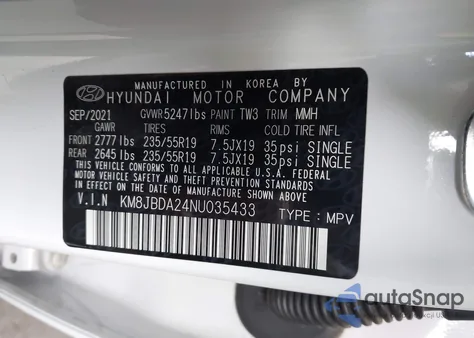 MANUFACTURED IN KOREA BY
HYUNDAI MOTOR COMPANY
SEP/2021 GVWR 5247lbs PAINT TW3 TRIM MMH
GAWR TIRES RIMS COLD TIRE INFL
FRONT 2777lbs 235/55R19 7.5JX19 35psi SINGLE
REAR 2645lbs 235/55R19 7.5JX19 35psi SINGLE
THIS VEHICLE CONFORMS TO ALL APPLICABLE FEDERAL MOTOR
VEHICLE SAFETY BUMPER, AND THEFT PREVENTION STANDARDS
IN EFFECT ON THE DATE OF MANUFACTURE SHOWN ABOVE.
V.I.N KM8JBDA24NU035433 TYPE : MPV
autoSnap